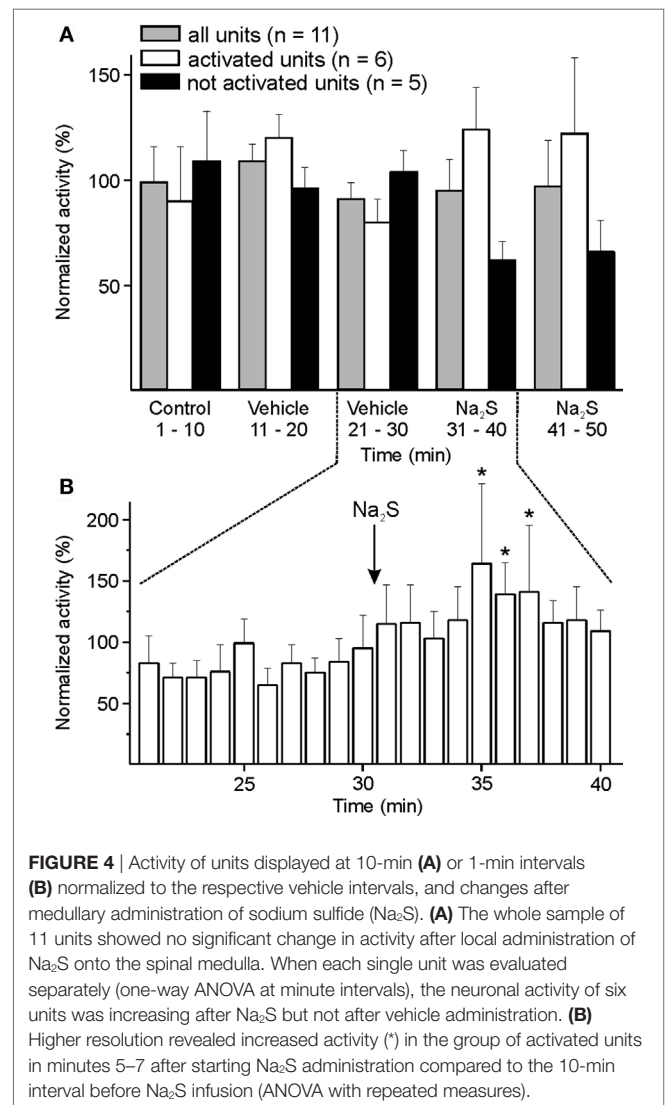 A
all units (n = 11)
activated units (n = 6)
not activated units (n = 5)
150
100
50
Normalized activity (%)
Control Vehicle Vehicle Na₂S Na₂S
1 - 10 11 - 20 21 - 30 31 - 40 41 - 50
Time (min)
B
Na₂S
* * *
200
150
100
50
Normalized activity (%)
25 30 35 40
Time (min)
FIGURE 4 | Activity of units displayed at 10-min (A) or 1-min intervals
(B) normalized to the respective vehicle intervals, and changes after
medullary administration of sodium sulfide (Na₂S). (A) The whole sample of
11 units showed no significant change in activity after local administration of
Na₂S onto the spinal medulla. When each single unit was evaluated
separately (one-way ANOVA at minute intervals), the neuronal activity of six
units was increasing after Na₂S but not after vehicle administration. (B)
Higher resolution revealed increased activity (*) in the group of activated units
in minutes 5–7 after starting Na₂S administration compared to the 10-min
interval before Na₂S infusion (ANOVA with repeated measures).